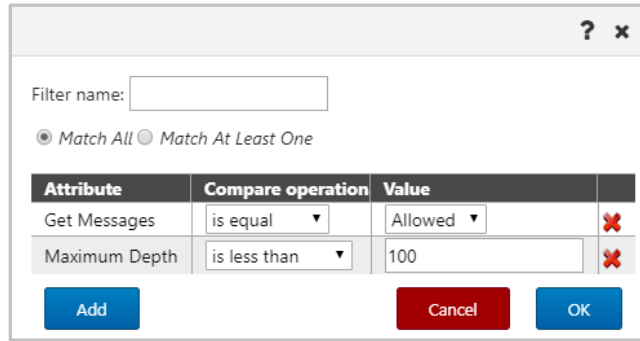 ? ×
Filter name:
Match All Match At Least One
Attribute Compare operation Value
Get Messages is equal Allowed
Maximum Depth is less than 100
Add Cancel OK